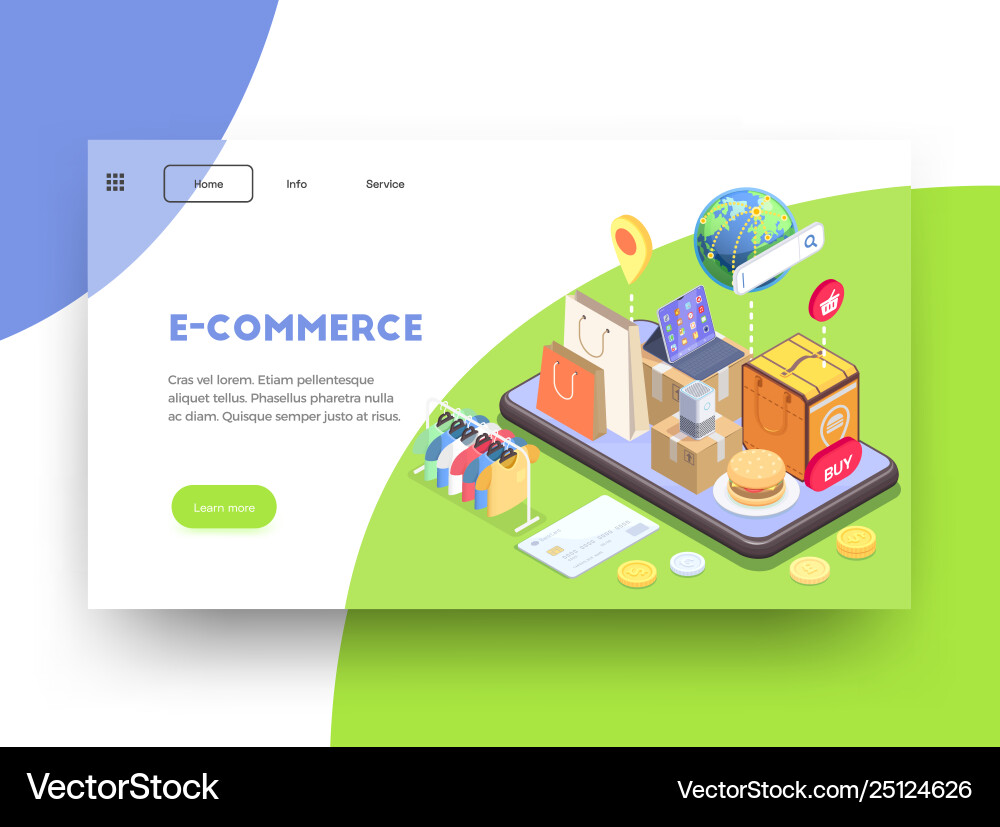 Home
Info
Service
E-COMMERCE
Cras vel lorem. Etiam pellentesque
aliquet tellus. Phasellus pharetra nulla
ac diam. Quisque semper justo at risus.
Learn more
BUY
VectorStock
VectorStock.com/25124626